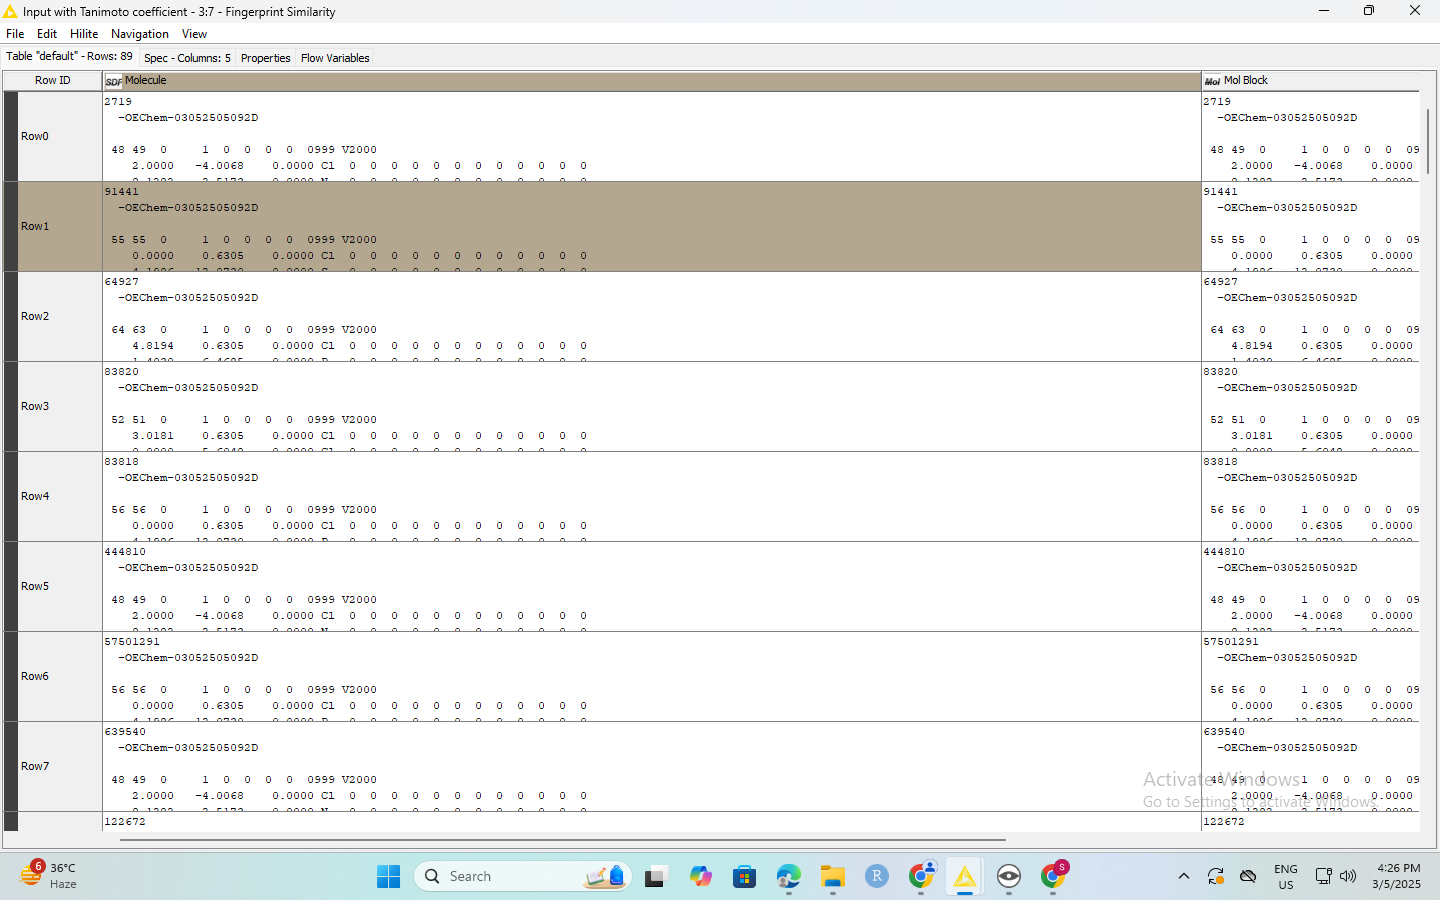 Input with Tanimoto coefficient - 3:7 - Fingerprint Similarity
File Edit Hilite Navigation View
Table "default" - Rows: 89 Spec - Columns: 5 Properties Flow Variables
Row ID SDF Molecule Mol Mol Block
Row0
2719
-OEChem-03052505092D
48 49 0 1 0 0 0 0 0999 V2000
2.0000 -4.0068 0.0000 Cl 0 0 0 0 0 0 0 0 0 0 0 0
2719
-OEChem-03052505092D
48 49 0 1 0 0 0 0 09
2.0000 -4.0068 0.0000
Row1
91441
-OEChem-03052505092D
55 55 0 1 0 0 0 0 0999 V2000
0.0000 0.6305 0.0000 Cl 0 0 0 0 0 0 0 0 0 0 0 0
91441
-OEChem-03052505092D
55 55 0 1 0 0 0 0 09
0.0000 0.6305 0.0000
Row2
64927
-OEChem-03052505092D
64 63 0 1 0 0 0 0 0999 V2000
4.8194 0.6305 0.0000 Cl 0 0 0 0 0 0 0 0 0 0 0 0
64927
-OEChem-03052505092D
64 63 0 1 0 0 0 0 09
4.8194 0.6305 0.0000
Row3
83820
-OEChem-03052505092D
52 51 0 1 0 0 0 0 0999 V2000
3.0181 0.6305 0.0000 Cl 0 0 0 0 0 0 0 0 0 0 0 0
83820
-OEChem-03052505092D
52 51 0 1 0 0 0 0 09
3.0181 0.6305 0.0000
Row4
83818
-OEChem-03052505092D
56 56 0 1 0 0 0 0 0999 V2000
0.0000 0.6305 0.0000 Cl 0 0 0 0 0 0 0 0 0 0 0 0
83818
-OEChem-03052505092D
56 56 0 1 0 0 0 0 09
0.0000 0.6305 0.0000
Row5
444810
-OEChem-03052505092D
48 49 0 1 0 0 0 0 0999 V2000
2.0000 -4.0068 0.0000 Cl 0 0 0 0 0 0 0 0 0 0 0 0
444810
-OEChem-03052505092D
48 49 0 1 0 0 0 0 09
2.0000 -4.0068 0.0000
Row6
57501291
-OEChem-03052505092D
56 56 0 1 0 0 0 0 0999 V2000
0.0000 0.6305 0.0000 Cl 0 0 0 0 0 0 0 0 0 0 0 0
57501291
-OEChem-03052505092D
56 56 0 1 0 0 0 0 09
0.0000 0.6305 0.0000
Row7
639540
-OEChem-03052505092D
48 49 0 1 0 0 0 0 0999 V2000
2.0000 -4.0068 0.0000 Cl 0 0 0 0 0 0 0 0 0 0 0 0
639540
-OEChem-03052505092D
48 49 0 1 0 0 0 0 09
2.0000 -4.0068 0.0000
122672
122672
Activate Windows
Go to Settings to activate Windows.
6
36°C
Haze
Search
R
S
ENG
US
4:26 PM
3/5/2025